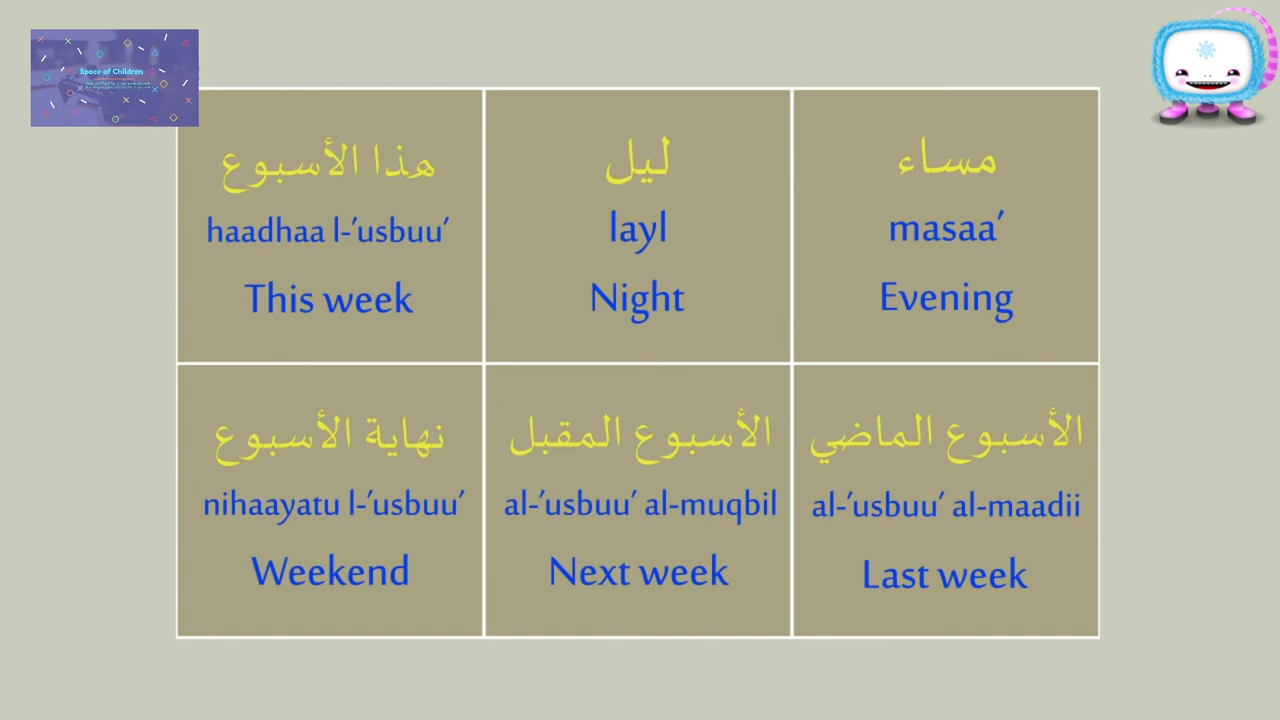 Space of Children
هذا الأسبوع
haadhaa l-’usbuu’
This week
ليل
layl
Night
مساء
masaa’
Evening
نهاية الأسبوع
nihaayatu l-’usbuu’
Weekend
الأسبوع المقبل
al-’usbuu’ al-muqbil
Next week
الأسبوع الماضي
al-’usbuu’ al-maadii
Last week